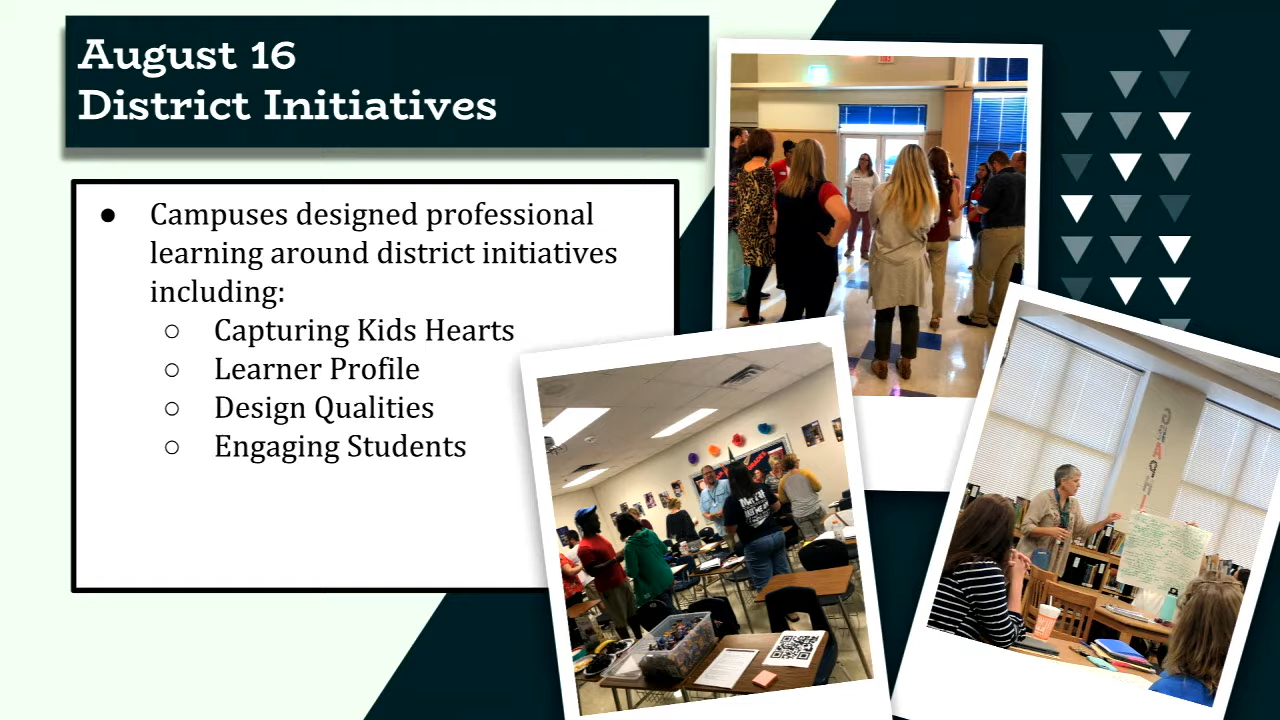 August 16
District Initiatives
● Campuses designed professional
learning around district initiatives
including:
○ Capturing Kids Hearts
○ Learner Profile
○ Design Qualities
○ Engaging Students